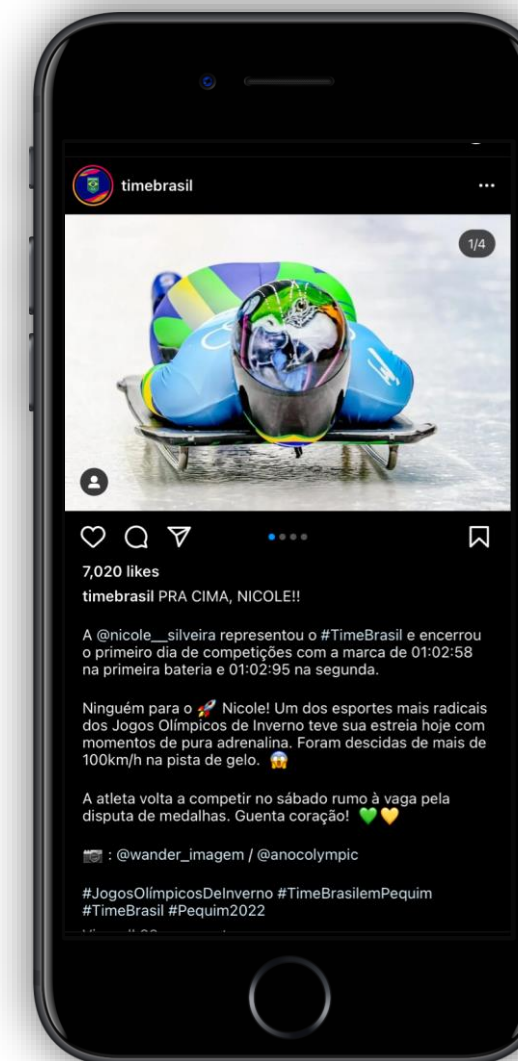 timebrasil
1/4
7,020 likes
timebrasil PRA CIMA, NICOLE!!
A @nicole__silveira representou o #TimeBrasil e encerrou
o primeiro dia de competições com a marca de 01:02:58
na primeira bateria e 01:02:95 na segunda.
Ninguém para o 🚀 Nicole! Um dos esportes mais radicais
dos Jogos Olímpicos de Inverno teve sua estreia hoje com
momentos de pura adrenalina. Foram descidas de mais de
100km/h na pista de gelo. 😱
A atleta volta a competir no sábado rumo à vaga pela
disputa de medalhas. Guenta coração! 💚💛
📸 : @wander_imagem / @anocolympic
#JogosOlímpicosDeInverno #TimeBrasilemPequim
#TimeBrasil #Pequim2022